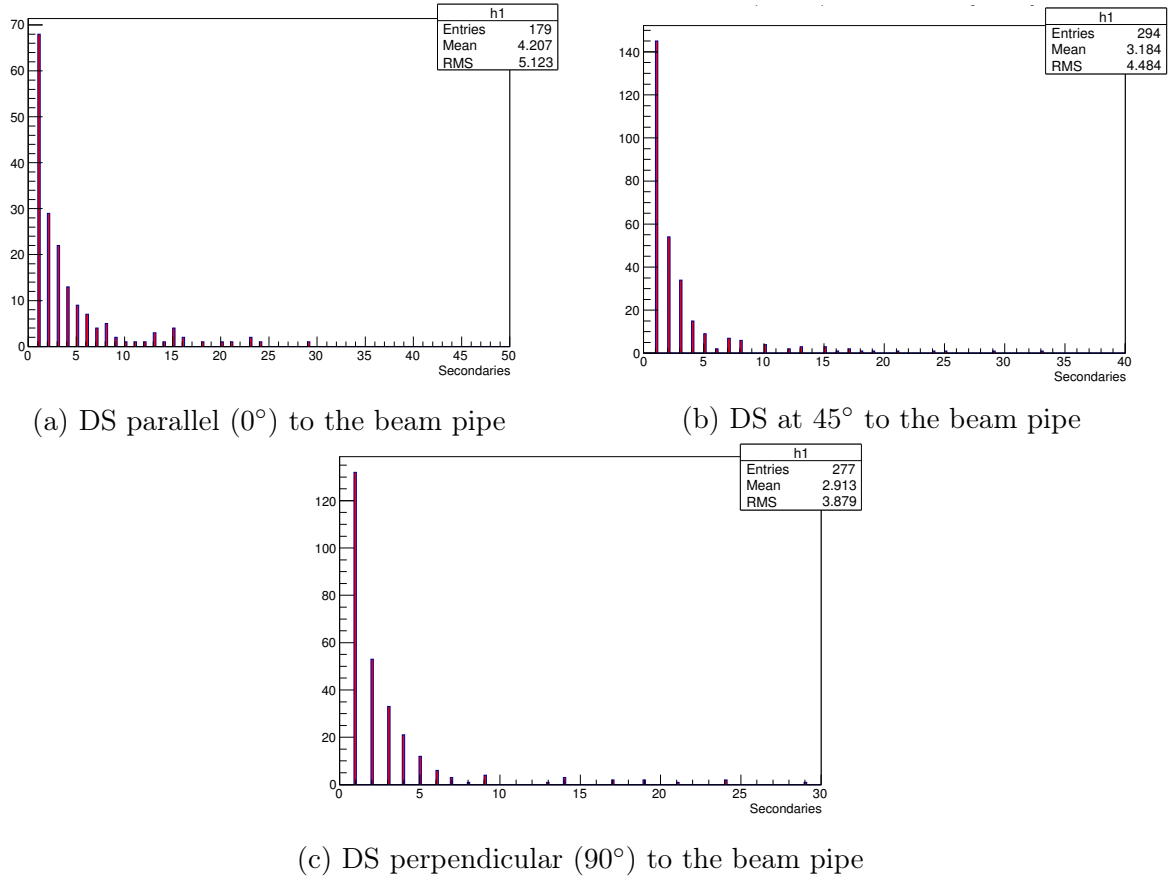 h1
Entries 179
Mean 4.207
RMS 5.123
70
60
50
40
30
20
10
0
0 5 10 15 20 25 30 35 40 45 50
Secondaries
(a) DS parallel (0°) to the beam pipe
h1
Entries 294
Mean 3.184
RMS 4.484
140
120
100
80
60
40
20
0
0 5 10 15 20 25 30 35 40
Secondaries
(b) DS at 45° to the beam pipe
h1
Entries 277
Mean 2.913
RMS 3.879
120
100
80
60
40
20
0
0 5 10 15 20 25 30
Secondaries
(c) DS perpendicular (90°) to the beam pipe